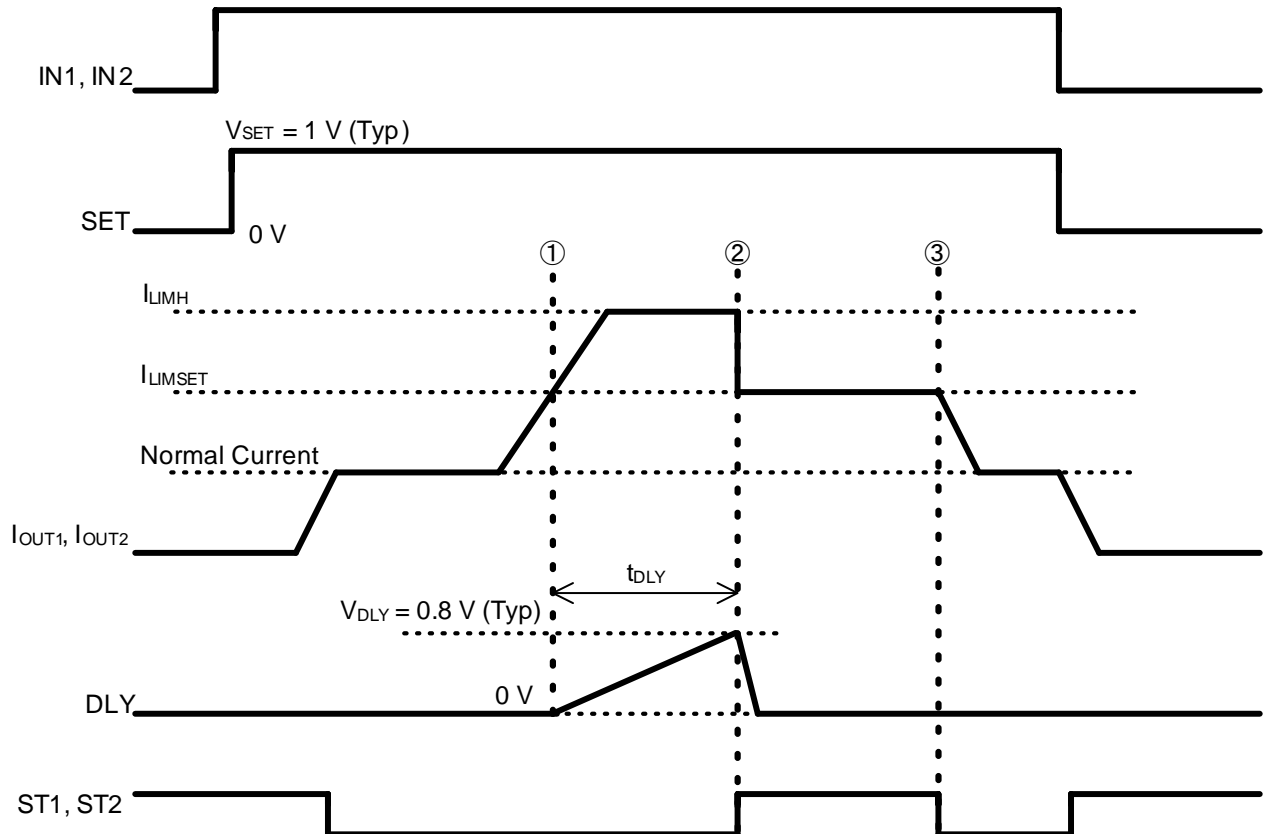 IN1, IN2
VSET = 1 V (Typ)
SET
0 V
① ② ③
ILIMH
ILIMSET
Normal Current
IOUT1, IOUT2
tDLY
VDLY = 0.8 V (Typ)
0 V
DLY
ST1, ST2